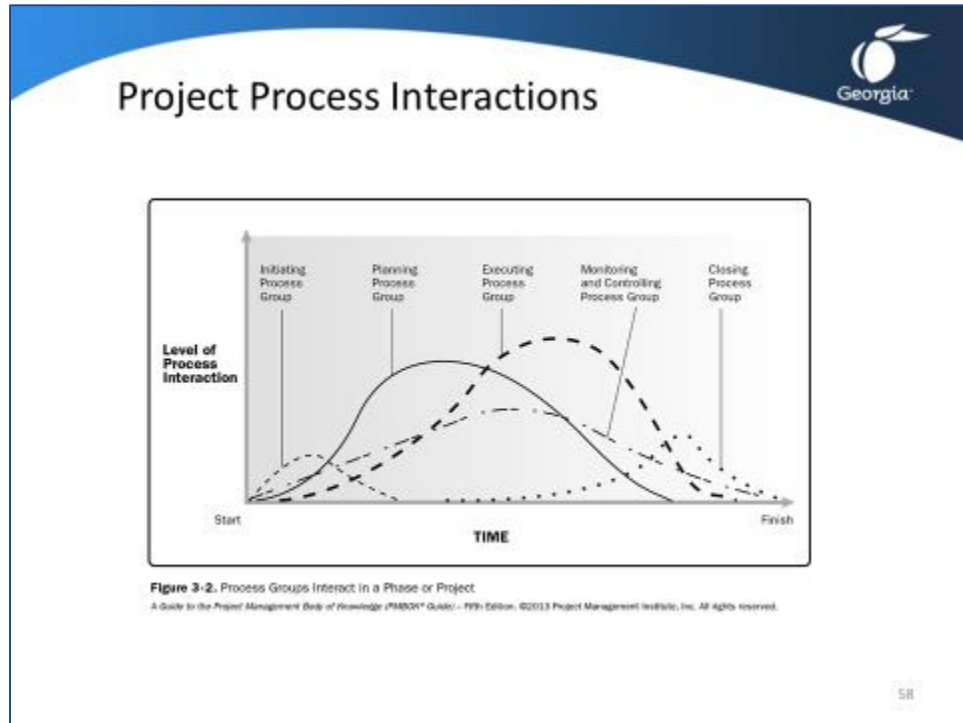 Georgia
Project Process Interactions
Initiating
Process
Group
Planning
Process
Group
Executing
Process
Group
Monitoring
and Controlling
Process Group
Closing
Process
Group
Level of
Process
Interaction
Start
Finish
TIME
Figure 3-2. Process Groups Interact in a Phase or Project
A Guide to the Project Management Body of Knowledge (PMBOK® Guide) – Fifth Edition. ©2013 Project Management Institute, Inc. All rights reserved.
58